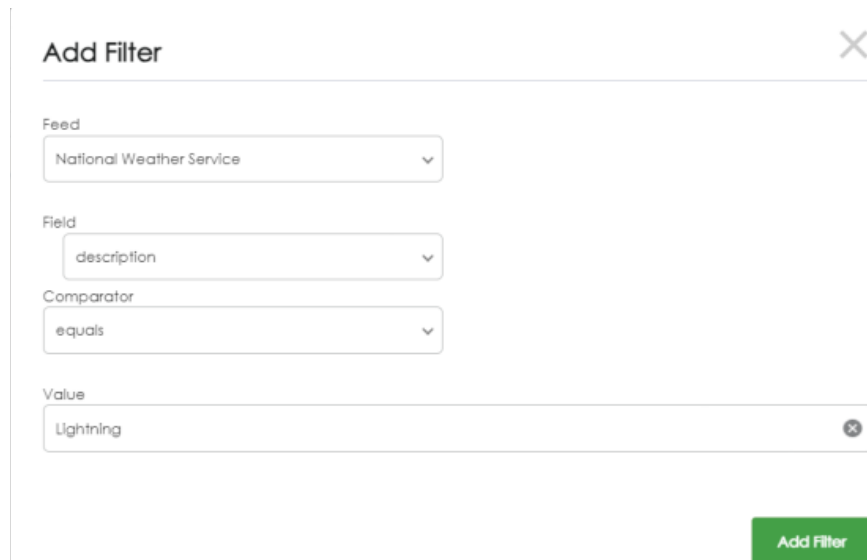 Add Filter
Feed
National Weather Service
Field
description
Comparator
equals
Value
Lightning
Add Filter